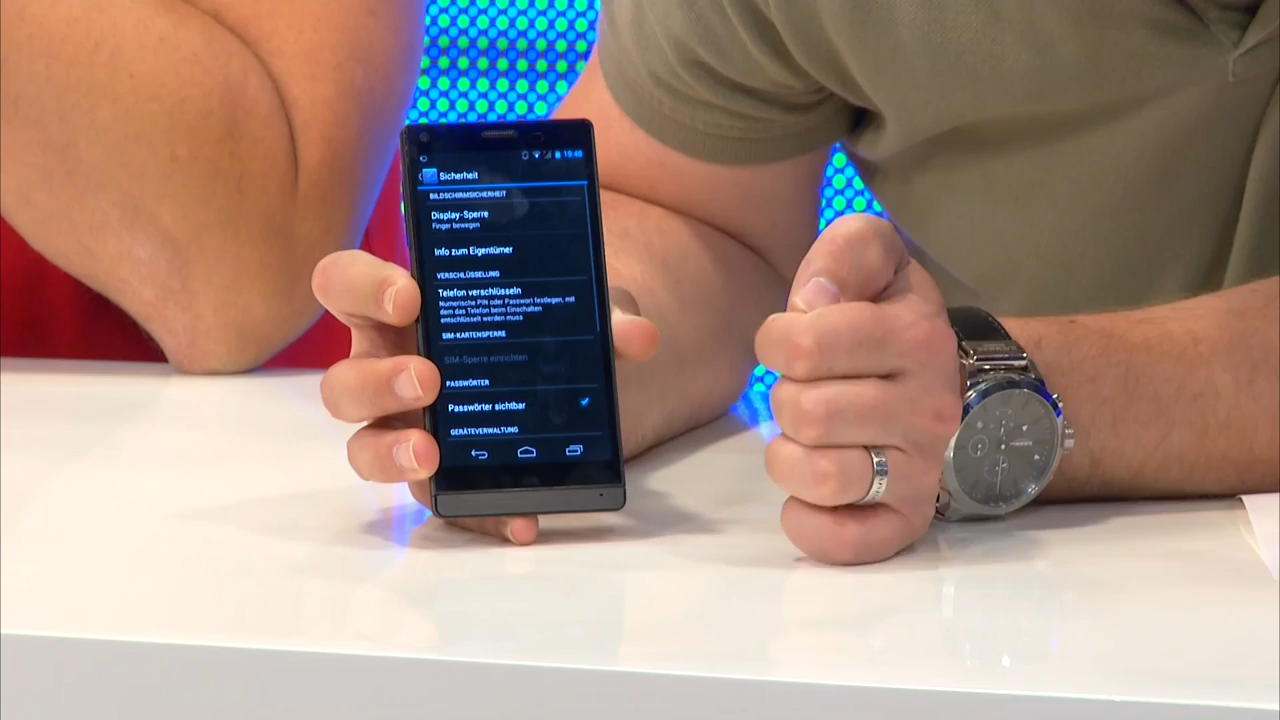 19:48
Sicherheit
BILDSCHIRMSICHERHEIT
Display-Sperre
Finger bewegen
Info zum Eigentümer
VERSCHLÜSSELUNG
Telefon verschlüsseln
Numerische PIN oder Passwort festlegen, mit
dem das Telefon beim Einschalten
entschlüsselt werden muss
SIM-KARTENSPERRE
SIM-Sperre einrichten
PASSWÖRTER
Passwörter sichtbar
GERÄTEVERWALTUNG